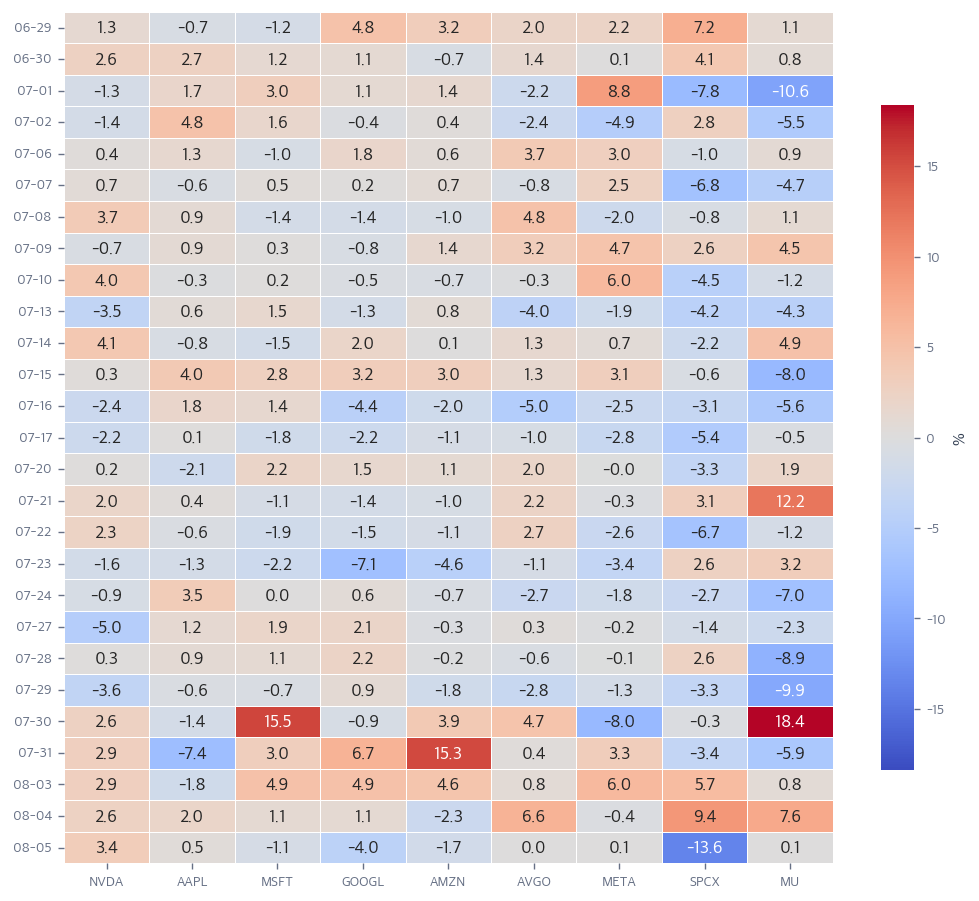 06-29 1.3 -0.7 -1.2 4.8 3.2 2.0 2.2 7.2 1.1
06-30 2.6 2.7 1.2 1.1 -0.7 1.4 0.1 4.1 0.8
07-01 -1.3 1.7 3.0 1.1 1.4 -2.2 8.8 -7.8 -10.6
07-02 -1.4 4.8 1.6 -0.4 0.4 -2.4 -4.9 2.8 -5.5
07-06 0.4 1.3 -1.0 1.8 0.6 3.7 3.0 -1.0 0.9
07-07 0.7 -0.6 0.5 0.2 0.7 -0.8 2.5 -6.8 -4.7
07-08 3.7 0.9 -1.4 -1.4 -1.0 4.8 -2.0 -0.8 1.1
07-09 -0.7 0.9 0.3 -0.8 1.4 3.2 4.7 2.6 4.5
07-10 4.0 -0.3 0.2 -0.5 -0.7 -0.3 6.0 -4.5 -1.2
07-13 -3.5 0.6 1.5 -1.3 0.8 -4.0 -1.9 -4.2 -4.3
07-14 4.1 -0.8 -1.5 2.0 0.1 1.3 0.7 -2.2 4.9
07-15 0.3 4.0 2.8 3.2 3.0 1.3 3.1 -0.6 -8.0
07-16 -2.4 1.8 1.4 -4.4 -2.0 -5.0 -2.5 -3.1 -5.6
07-17 -2.2 0.1 -1.8 -2.2 -1.1 -1.0 -2.8 -5.4 -0.5
07-20 0.2 -2.1 2.2 1.5 1.1 2.0 -0.0 -3.3 1.9
07-21 2.0 0.4 -1.1 -1.4 -1.0 2.2 -0.3 3.1 12.2
07-22 2.3 -0.6 -1.9 -1.5 -1.1 2.7 -2.6 -6.7 -1.2
07-23 -1.6 -1.3 -2.2 -7.1 -4.6 -1.1 -3.4 2.6 3.2
07-24 -0.9 3.5 0.0 0.6 -0.7 -2.7 -1.8 -2.7 -7.0
07-27 -5.0 1.2 1.9 2.1 -0.3 0.3 -0.2 -1.4 -2.3
07-28 0.3 0.9 1.1 2.2 -0.2 -0.6 -0.1 2.6 -8.9
07-29 -3.6 -0.6 -0.7 0.9 -1.8 -2.8 -1.3 -3.3 -9.9
07-30 2.6 -1.4 15.5 -0.9 3.9 4.7 -8.0 -0.3 18.4
07-31 2.9 -7.4 3.0 6.7 15.3 0.4 3.3 -3.4 -5.9
08-03 2.9 -1.8 4.9 4.9 4.6 0.8 6.0 5.7 0.8
08-04 2.6 2.0 1.1 1.1 -2.3 6.6 -0.4 9.4 7.6
08-05 3.4 0.5 -1.1 -4.0 -1.7 0.0 0.1 -13.6 0.1
NVDA AAPL MSFT GOOGL AMZN AVGO META SPCX MU
15
10
5
0
-5
-10
-15
%